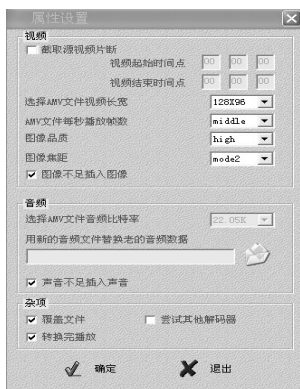 属性设置
视频
截取源视频片断
视频起始时间点 00 00 00
视频结束时间点 00 00 00
选择AMV文件视频长宽 128X96
AMV文件每秒播放帧数 middle
图像品质 high
图像焦距 mode2
图像不足插入图像
音频
选择AMV文件音频比特率 22.05K
用新的音频文件替换老的音频数据
声音不足插入声音
杂项
覆盖文件 尝试其他解码器
转换完播放
确定 退出